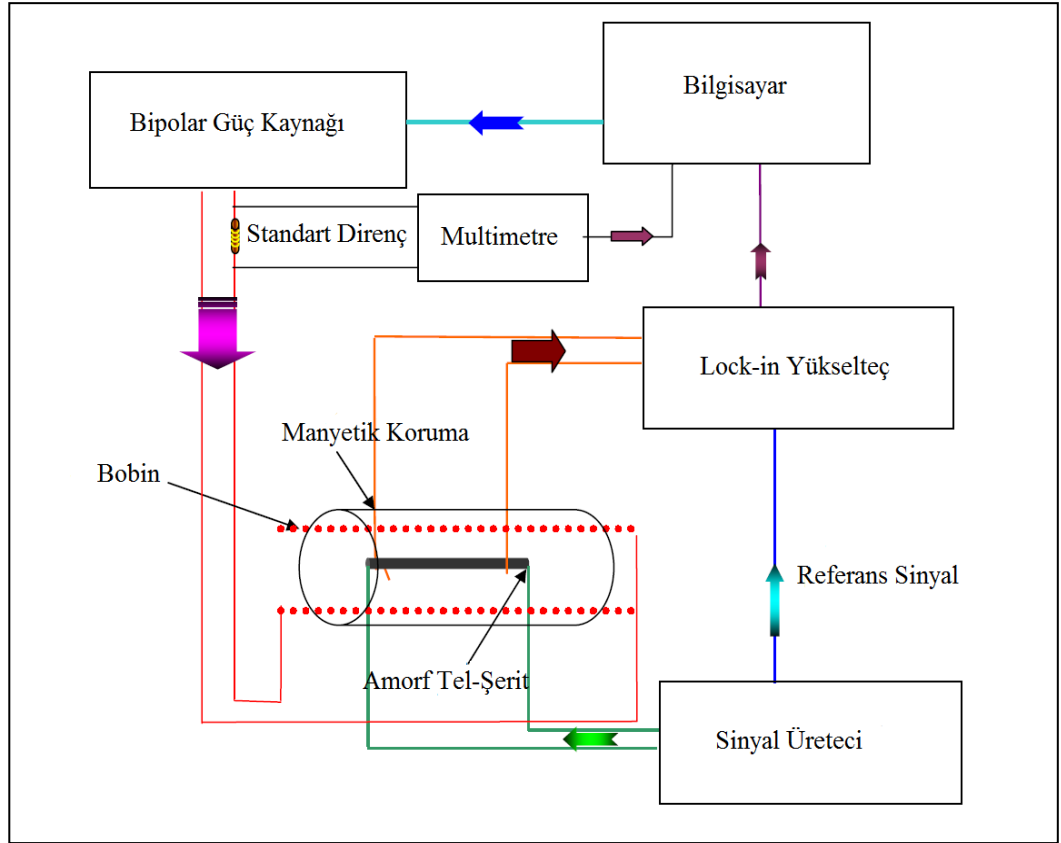 Bilgisayar
Bipolar Güç Kaynağı
Standart Direnç
Multimetre
Lock-in Yükselteç
Manyetik Koruma
Bobin
Referans Sinyal
Amorf Tel-Şerit
Sinyal Üreteci